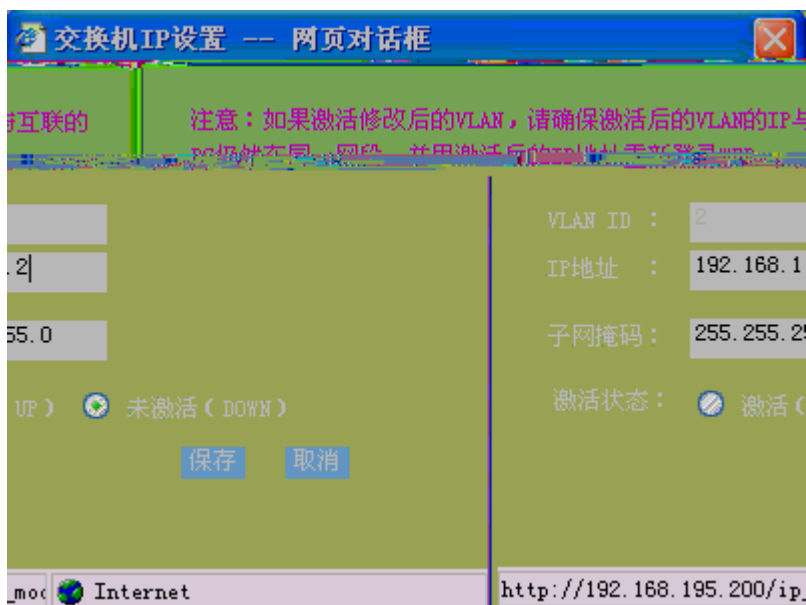 交换机IP设置 -- 网页对话框
互联的
注意：如果激活修改后的VLAN，请确保激活后的VLAN的IP与
VLAN ID ： 2
.2
IP地址 ： 192.168.1
55.0
子网掩码： 255.255.25
UP） 未激活（DOWN）
激活状态： 激活（
保存 取消
Internet
http://192.168.195.200/ip_